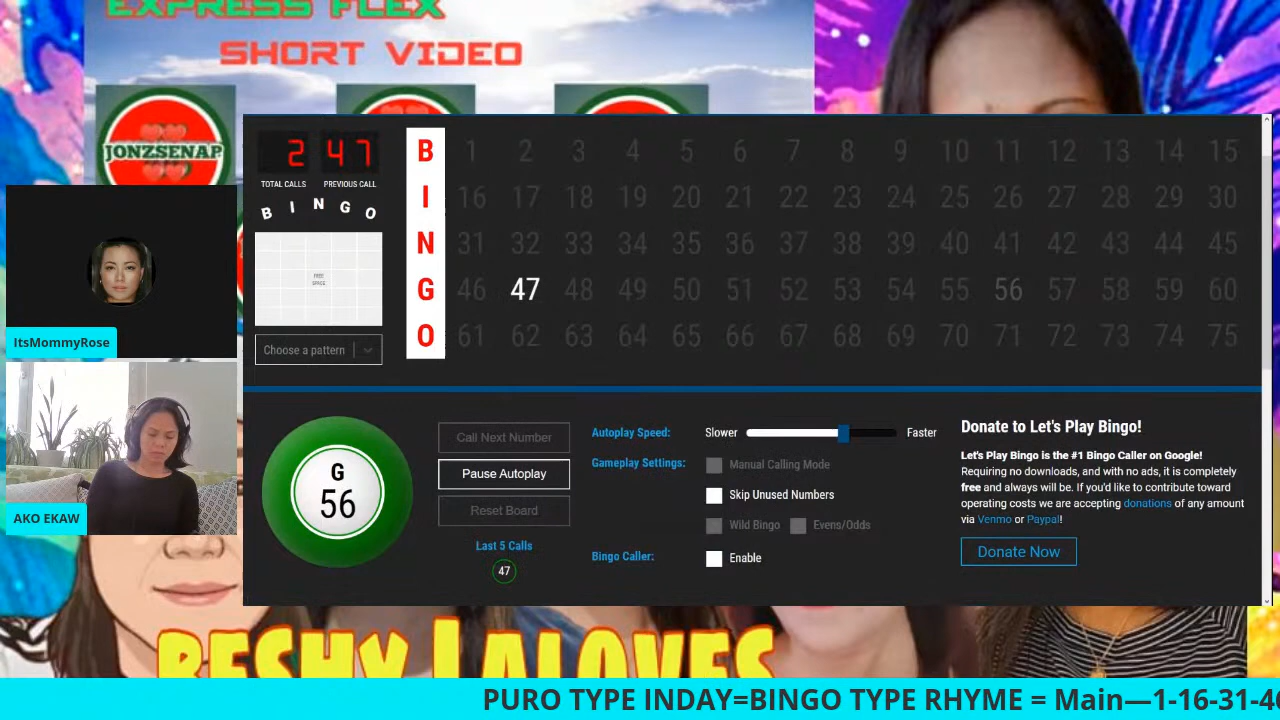 EXPRESS FLEX
SHORT VIDEO
JONZSENAP
2 47
TOTAL CALLS PREVIOUS CALL
B I N G O
FREE
SPACE
Choose a pattern
B 1 2 3 4 5 6 7 8 9 10 11 12 13 14 15
I 16 17 18 19 20 21 22 23 24 25 26 27 28 29 30
N 31 32 33 34 35 36 37 38 39 40 41 42 43 44 45
G 46 47 48 49 50 51 52 53 54 55 56 57 58 59 60
O 61 62 63 64 65 66 67 68 69 70 71 72 73 74 75
ItsMommyRose
AKO EKAW
G
56
Call Next Number
Pause Autoplay
Reset Board
Last 5 Calls
47
Autoplay Speed: Slower Faster
Gameplay Settings: Manual Calling Mode
Skip Unused Numbers
Wild Bingo Evens/Odds
Bingo Caller: Enable
Donate to Let's Play Bingo!
Let's Play Bingo is the #1 Bingo Caller on Google!
Requiring no downloads, and with no ads, it is completely
free and always will be. If you'd like to contribute toward
operating costs we are accepting donations of any amount
via Venmo or Paypal!
Donate Now
BESHY LALOVES
PURO TYPE INDAY=BINGO TYPE RHYME = Main—1-16-31-46